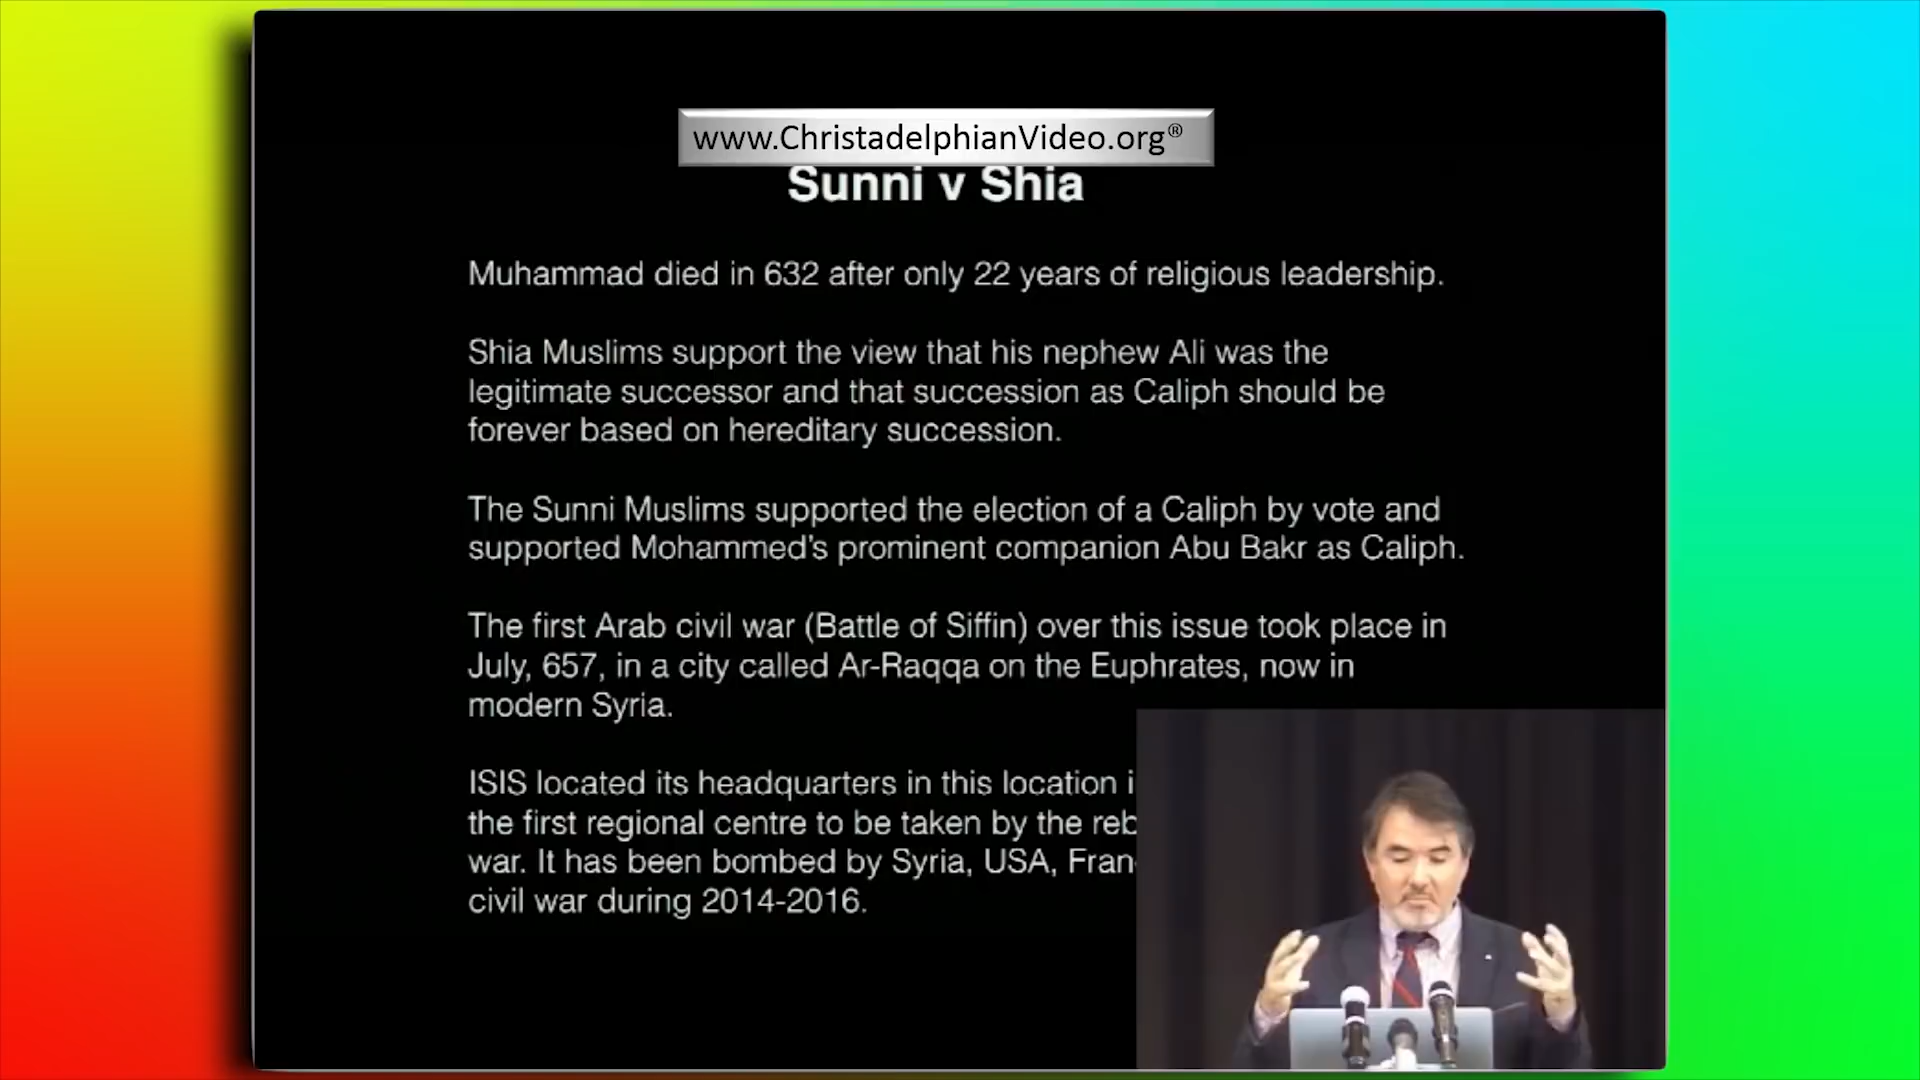 www.ChristadelphianVideo.org®
Sunni v Shia
Muhammad died in 632 after only 22 years of religious leadership.
Shia Muslims support the view that his nephew Ali was the
legitimate successor and that succession as Caliph should be
forever based on hereditary succession.
The Sunni Muslims supported the election of a Caliph by vote and
supported Mohammed's prominent companion Abu Bakr as Caliph.
The first Arab civil war (Battle of Siffin) over this issue took place in
July, 657, in a city called Ar-Raqqa on the Euphrates, now in
modern Syria.
ISIS located its headquarters in this location
the first regional centre to be taken by the
war. It has been bombed by Syria, USA,
civil war during 2014-2016.